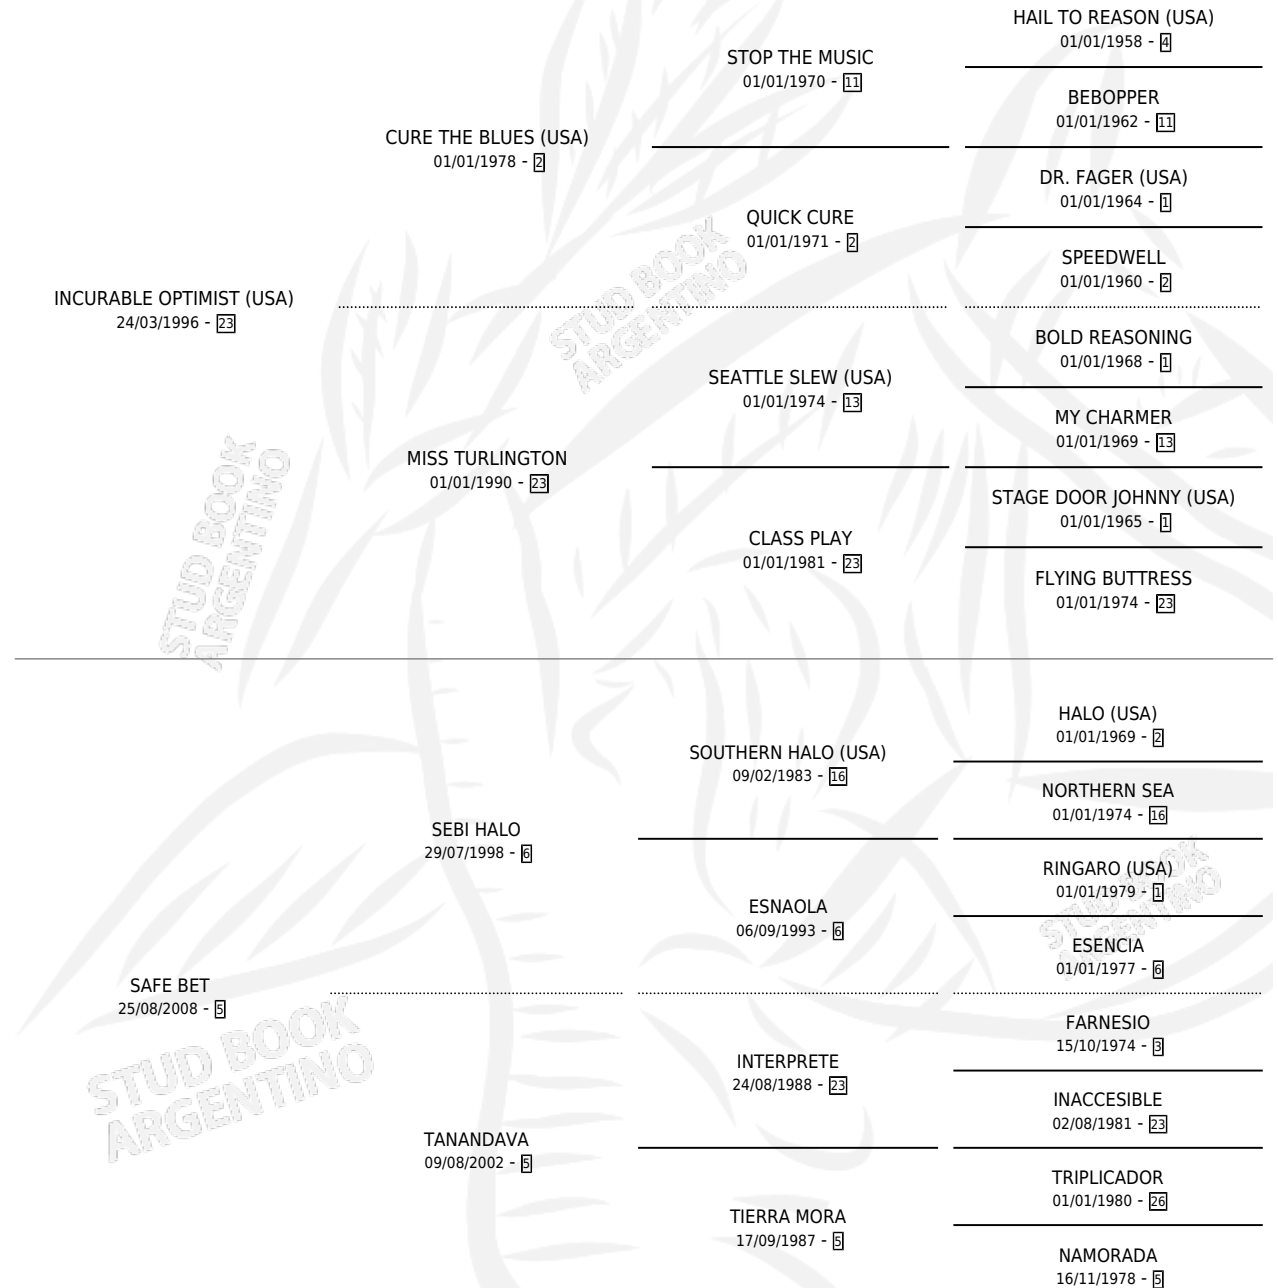 HAIL TO REASON (USA)
01/01/1958 - 4
STOP THE MUSIC
01/01/1970 - 11
BEBOPPER
01/01/1962 - 11
CURE THE BLUES (USA)
01/01/1978 - 2
DR. FAGER (USA)
01/01/1964 - 1
QUICK CURE
01/01/1971 - 2
SPEEDWELL
01/01/1960 - 2
INCURABLE OPTIMIST (USA)
24/03/1996 - 23
BOLD REASONING
01/01/1968 - 1
SEATTLE SLEW (USA)
01/01/1974 - 13
MY CHARMER
01/01/1969 - 13
MISS TURLINGTON
01/01/1990 - 23
STAGE DOOR JOHNNY (USA)
01/01/1965 - 1
CLASS PLAY
01/01/1981 - 23
FLYING BUTTRESS
01/01/1974 - 23
HALO (USA)
01/01/1969 - 2
SOUTHERN HALO (USA)
09/02/1983 - 16
NORTHERN SEA
01/01/1974 - 16
SEBI HALO
29/07/1998 - 6
RINGARO (USA)
01/01/1979 - 1
ESNAOLA
06/09/1993 - 6
ESENCIA
01/01/1977 - 6
SAFE BET
25/08/2008 - 5
FARNESIO
15/10/1974 - 3
INTERPRETE
24/08/1988 - 23
INACCESIBLE
02/08/1981 - 23
TANANDAVA
09/08/2002 - 5
TRIPLICADOR
01/01/1980 - 26
TIERRA MORA
17/09/1987 - 5
NAMORADA
16/11/1978 - 5
STUD BOOK
ARGENTINO
STUD BOOK
ARGENTINO
STUD BOOK
ARGENTINO
STUD BOOK
ARGENTINO